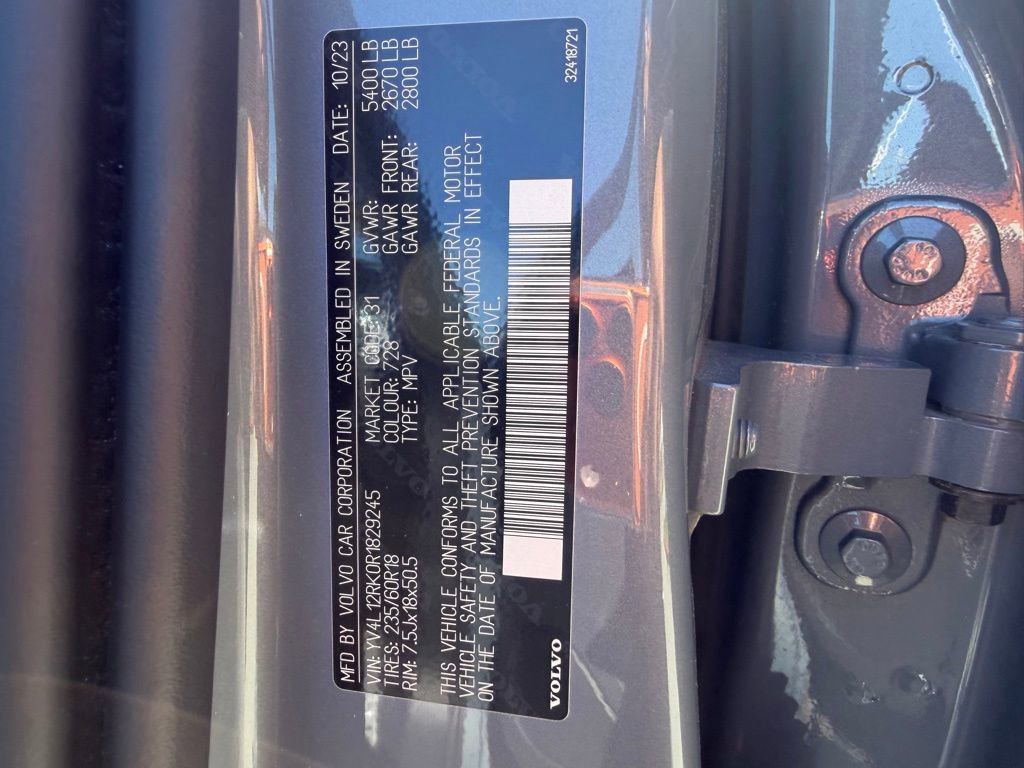 MFD BY VOLVO CAR CORPORATION ASSEMBLED IN SWEDEN DATE: 10/23
VIN: YV4L12RK0R1829245 MARKET CODE: 31 GVWR: 5400 LB
TIRES: 235/60R18 COLOUR: 728 GAWR FRONT: 2670 LB
RIM: 7.5Jx18x50.5 TYPE: MPV GAWR REAR: 2800 LB
THIS VEHICLE CONFORMS TO ALL APPLICABLE FEDERAL MOTOR
VEHICLE SAFETY AND THEFT PREVENTION STANDARDS IN EFFECT
ON THE DATE OF MANUFACTURE SHOWN ABOVE.
VOLVO 32418721